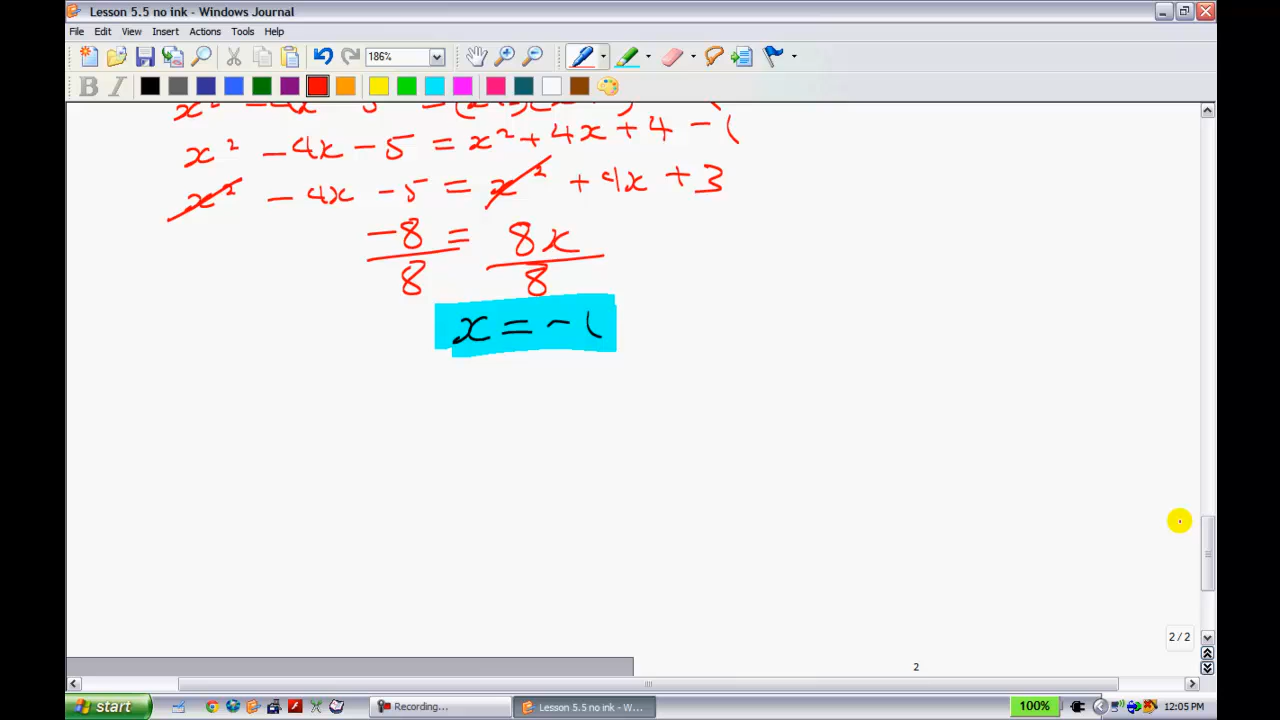 Lesson 5.5 no ink - Windows Journal
File Edit View Insert Actions Tools Help
186%
B I
x² - 4x - 5 = x² + 4x + 4 - 1
x² - 4x - 5 = x² + 4x + 3
-8 = 8x
8 8
x = -1
2 / 2
2
start Recording... Lesson 5.5 no ink - W... 100% 12:05 PM